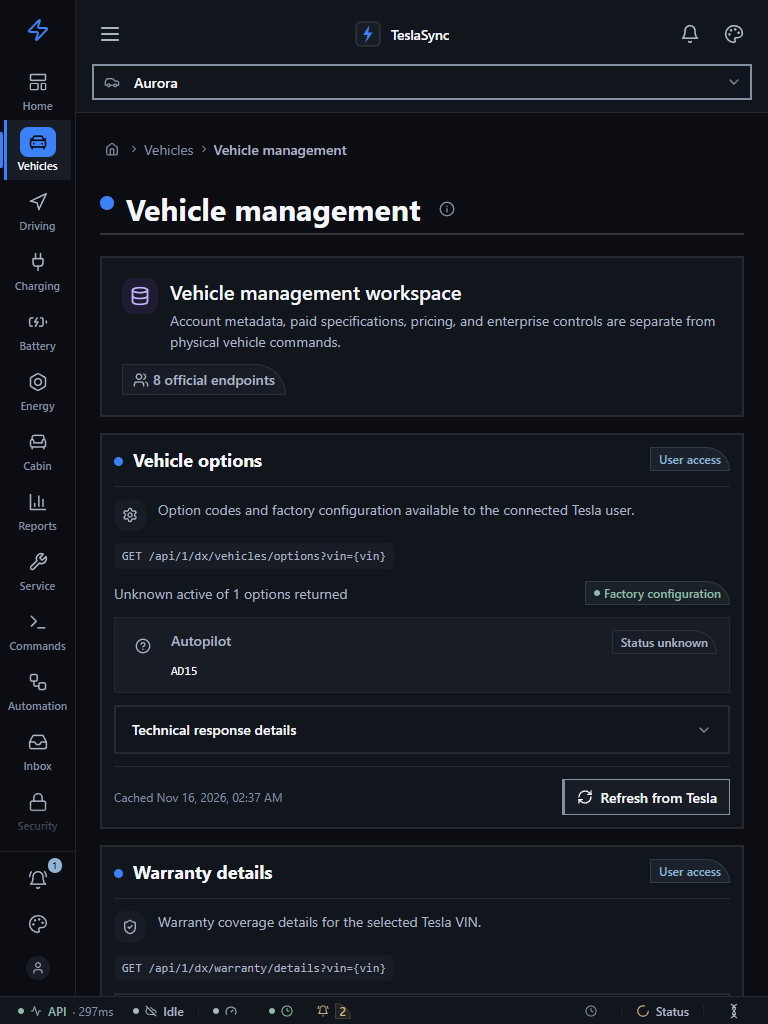 TeslaSync
Aurora
Home
Vehicles
Driving
Charging
Battery
Energy
Cabin
Reports
Service
Commands
Automation
Inbox
Security
1
Vehicles
Vehicle management
Vehicle management
Vehicle management workspace
Account metadata, paid specifications, pricing, and enterprise controls are separate from
physical vehicle commands.
8 official endpoints
Vehicle options
User access
Option codes and factory configuration available to the connected Tesla user.
GET /api/1/dx/vehicles/options?vin={vin}
Unknown active of 1 options returned
Factory configuration
Autopilot
Status unknown
AD15
Technical response details
Cached Nov 16, 2026, 02:37 AM
Refresh from Tesla
Warranty details
User access
Warranty coverage details for the selected Tesla VIN.
GET /api/1/dx/warranty/details?vin={vin}
API · 297ms
Idle
2
Status